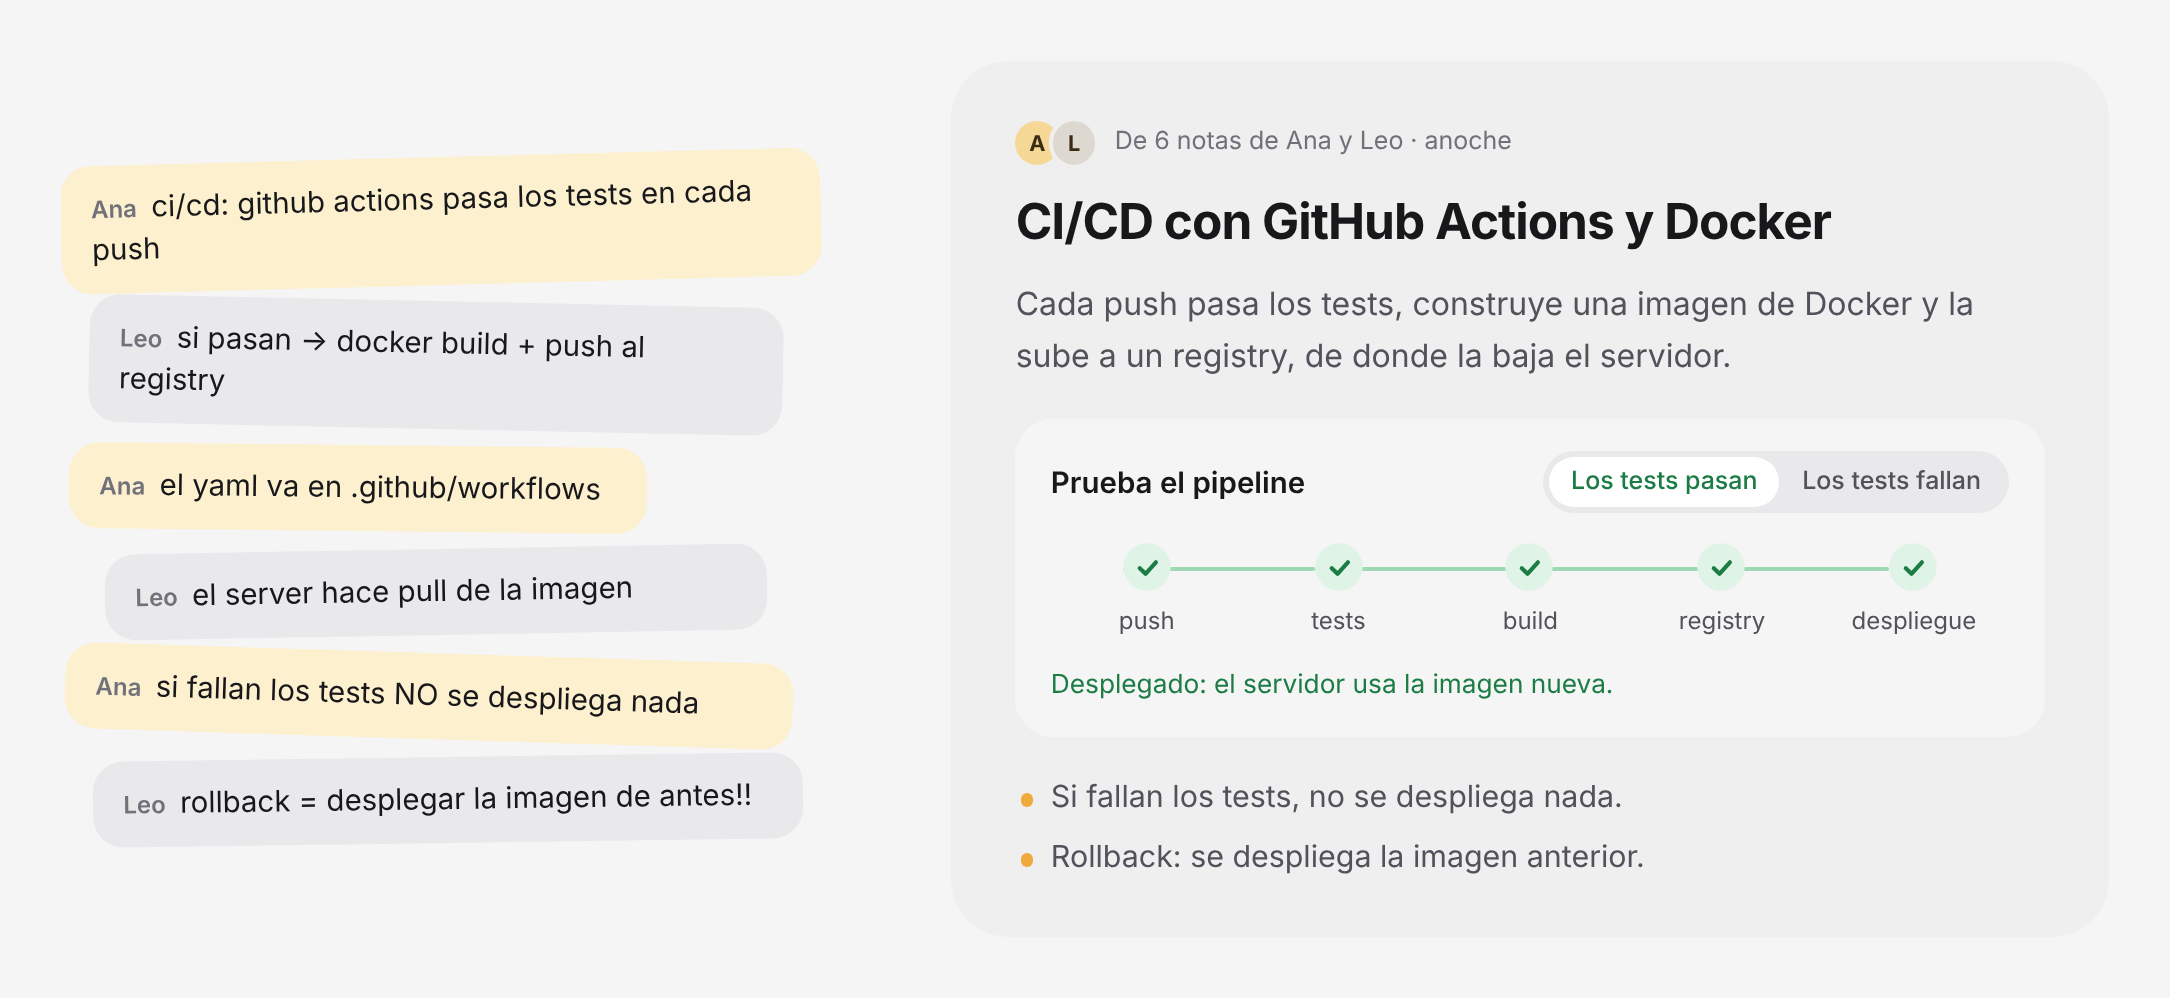 Ana ci/cd: github actions pasa los tests en cada
push
Leo si pasan → docker build + push al
registry
Ana el yaml va en .github/workflows
Leo el server hace pull de la imagen
Ana si fallan los tests NO se despliega nada
Leo rollback = desplegar la imagen de antes!!
A L De 6 notas de Ana y Leo · anoche
CI/CD con GitHub Actions y Docker
Cada push pasa los tests, construye una imagen de Docker y la
sube a un registry, de donde la baja el servidor.
Prueba el pipeline Los tests pasan Los tests fallan
push tests build registry despliegue
Desplegado: el servidor usa la imagen nueva.
Si fallan los tests, no se despliega nada.
Rollback: se despliega la imagen anterior.